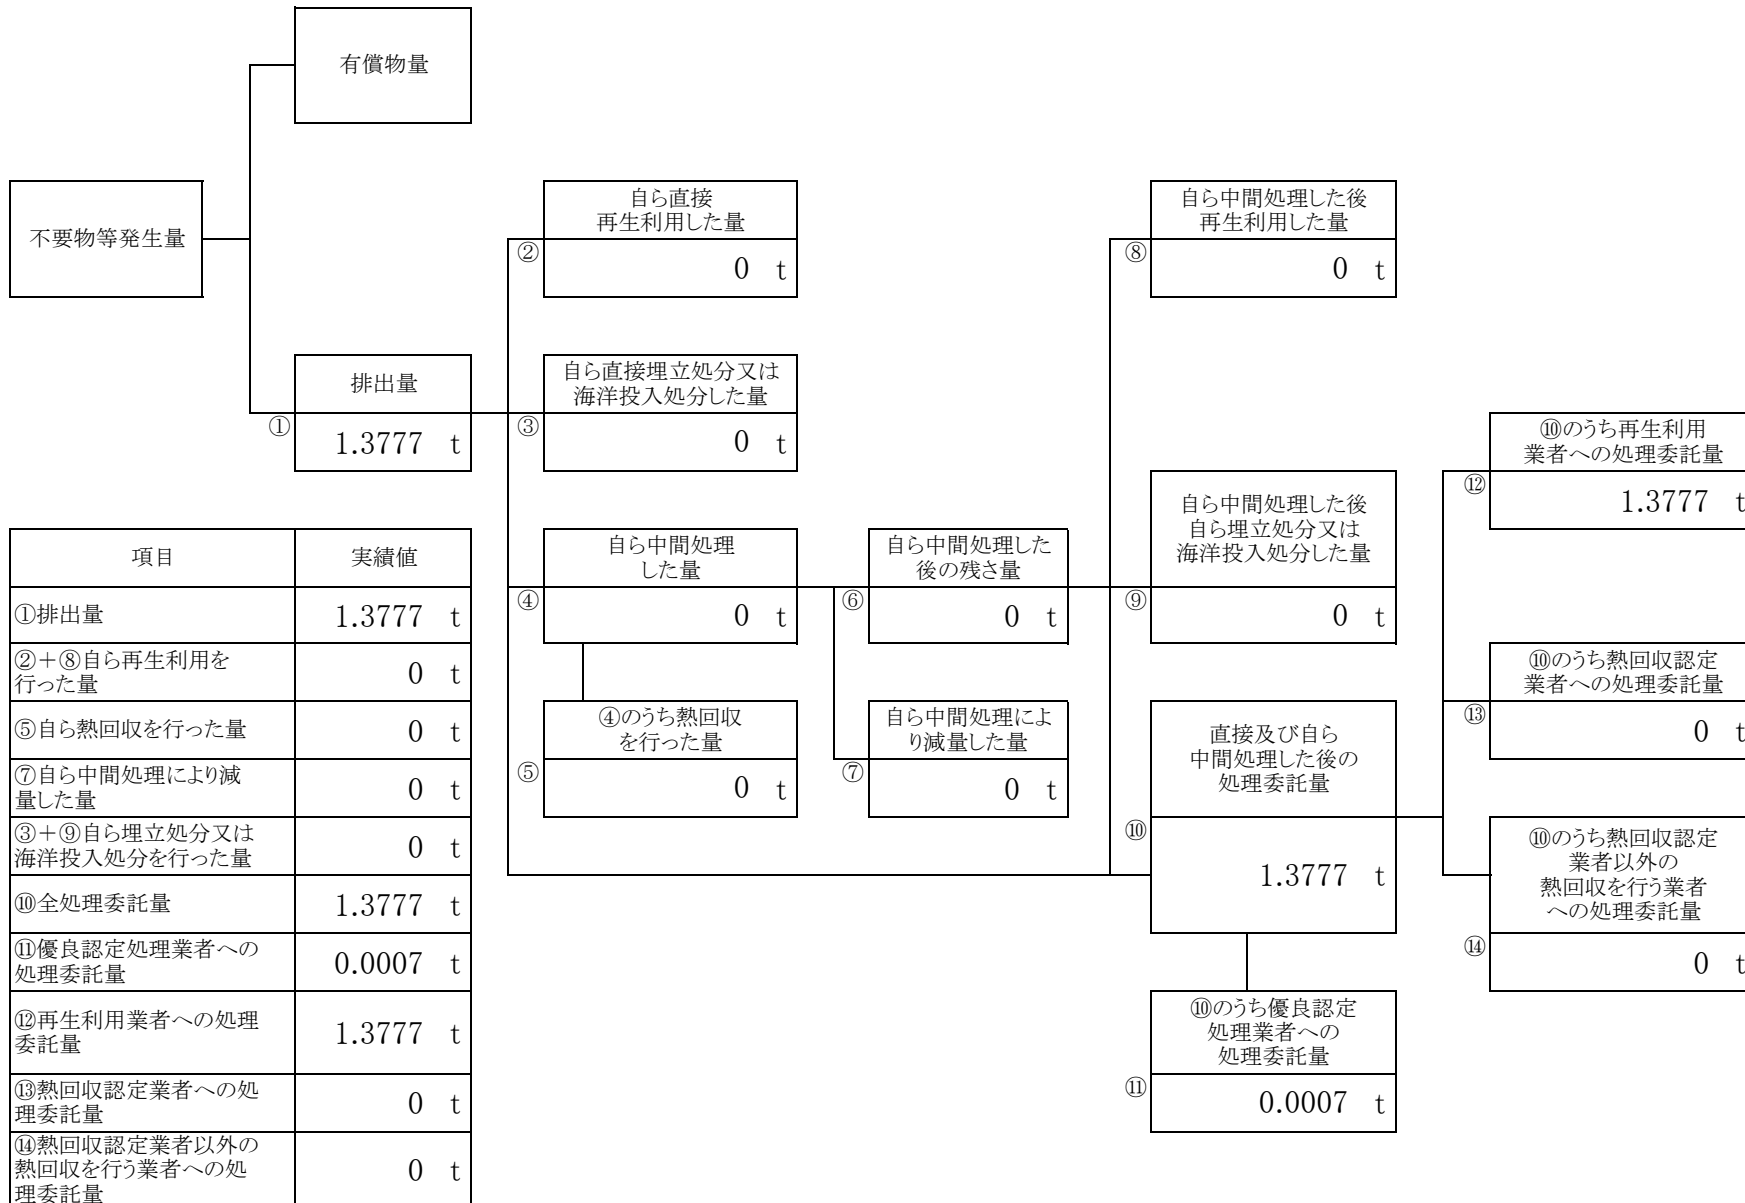 有償物量
不要物等発生量
自ら直接
再生利用した量
②
0 t
自ら中間処理した後
再生利用した量
⑧
0 t
排出量
①
1.3777 t
自ら直接埋立処分又は
海洋投入処分した量
③
0 t
⑩のうち再生利用
業者への処理委託量
⑫
1.3777 t
自ら中間処理した後
自ら埋立処分又は
海洋投入処分した量
⑨
0 t
自ら中間処理
した量
④
0 t
自ら中間処理した
後の残さ量
⑥
0 t
⑩のうち熱回収認定
業者への処理委託量
⑬
0 t
④のうち熱回収
を行った量
⑤
0 t
自ら中間処理によ
り減量した量
⑦
0 t
直接及び自ら
中間処理した後の
処理委託量
⑩
1.3777 t
⑩のうち熱回収認定
業者以外の
熱回収を行う業者
への処理委託量
⑭
0 t
⑩のうち優良認定
処理業者への
処理委託量
⑪
0.0007 t
項目 実績値
①排出量 1.3777 t
②＋⑧自ら再生利用を
行った量 0 t
⑤自ら熱回収を行った量 0 t
⑦自ら中間処理により減
量した量 0 t
③＋⑨自ら埋立処分又は
海洋投入処分を行った量 0 t
⑩全処理委託量 1.3777 t
⑪優良認定処理業者への
処理委託量 0.0007 t
⑫再生利用業者への処理
委託量 1.3777 t
⑬熱回収認定業者への処
理委託量 0 t
⑭熱回収認定業者以外の
熱回収を行う業者への処
理委託量 0 t